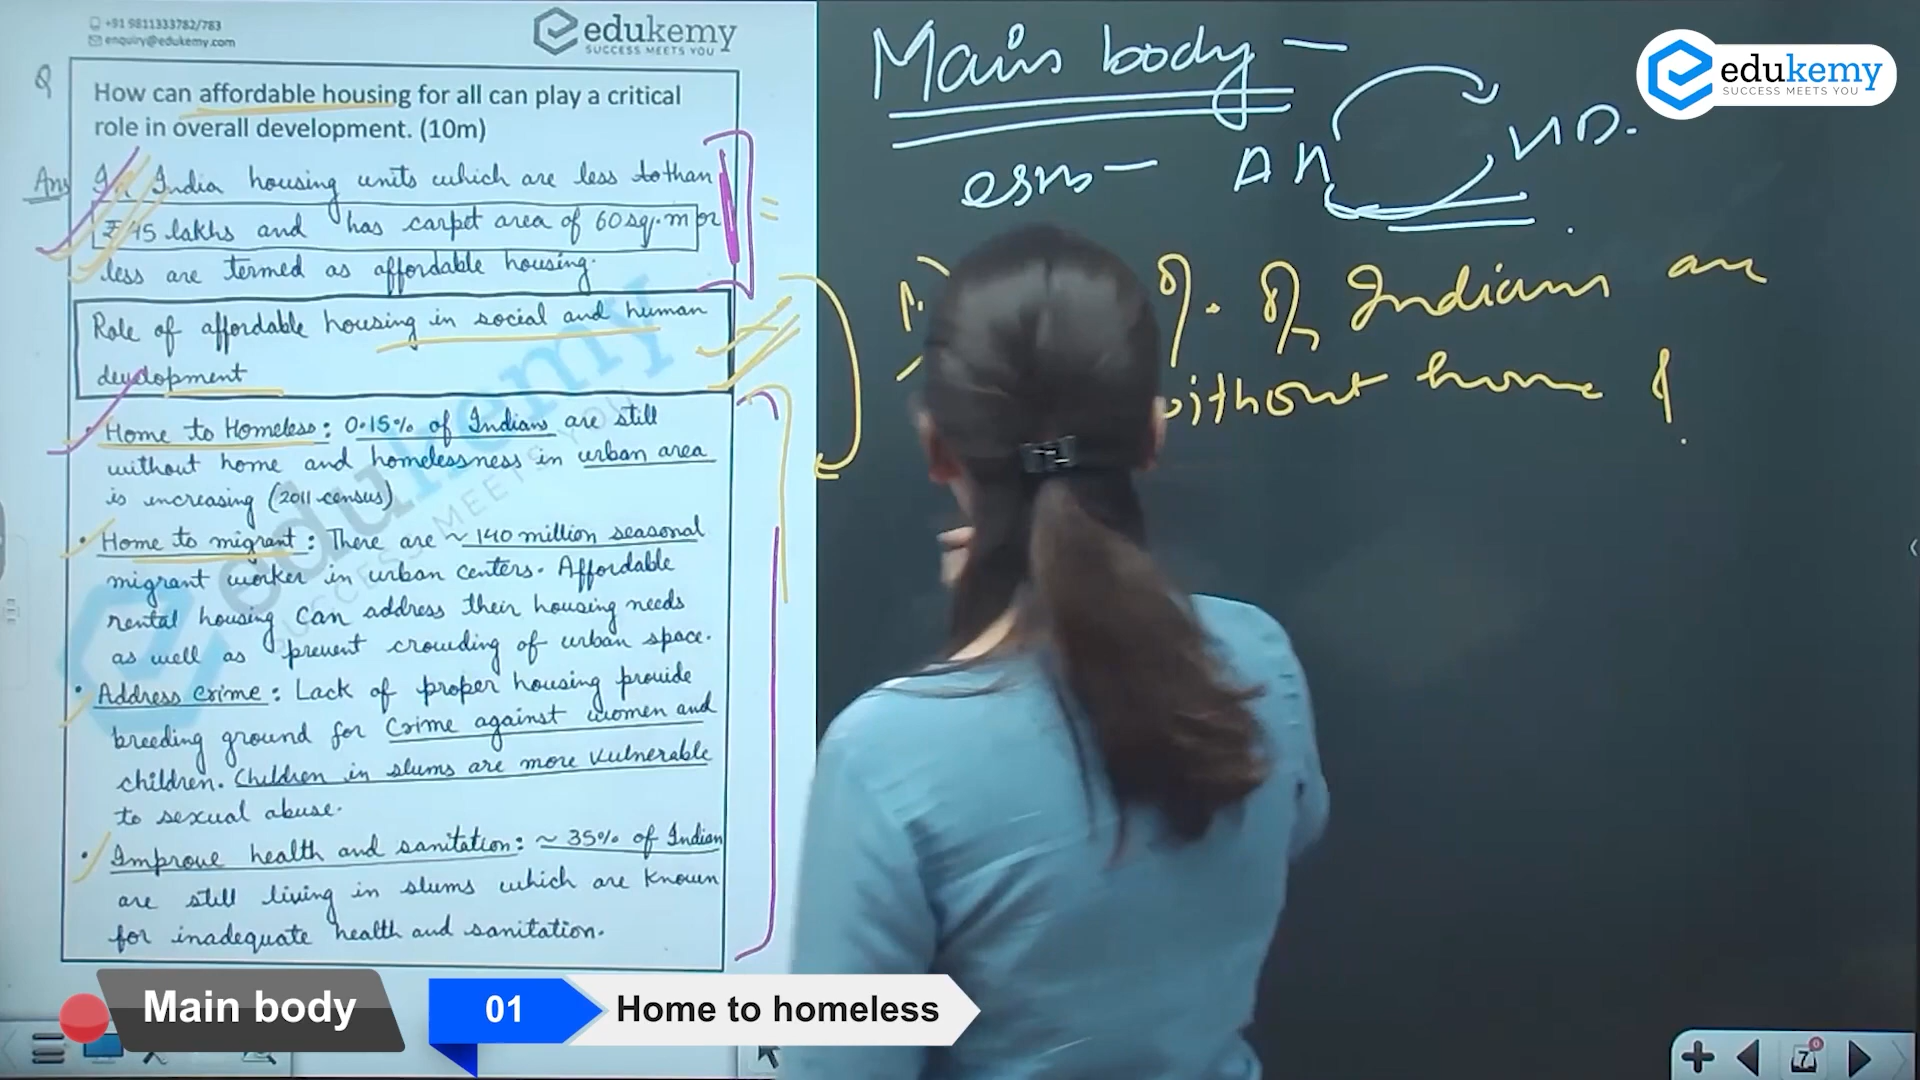 +91 9811333782/783
enquiry@edukemy.com
edukemy
SUCCESS MEETS YOU
Q
How can affordable housing for all can play a critical
role in overall development. (10m)
Ans
In India housing units which are less to than
₹ 45 lakhs and has carpet area of 60 sq.m or
less are termed as affordable housing.
Role of affordable housing in social and human
development
• Home to Homeless: 0.15% of Indians are still
without home and homelessness in urban area
is increasing (2011 census)
• Home to migrant: There are ~ 140 million seasonal
migrant worker in urban centers. Affordable
rental housing can address their housing needs
as well as prevent crowding of urban space.
• Address crime: Lack of proper housing provide
breeding ground for crime against women and
children. Children in slums are more vulnerable
to sexual abuse.
• Improve health and sanitation: ~ 35% of Indian
are still living in slums which are known
for inadequate health and sanitation.
Main body -
edukemy
SUCCESS MEETS YOU
% of Indians are
without home &
Main body
01
Home to homeless
7
0